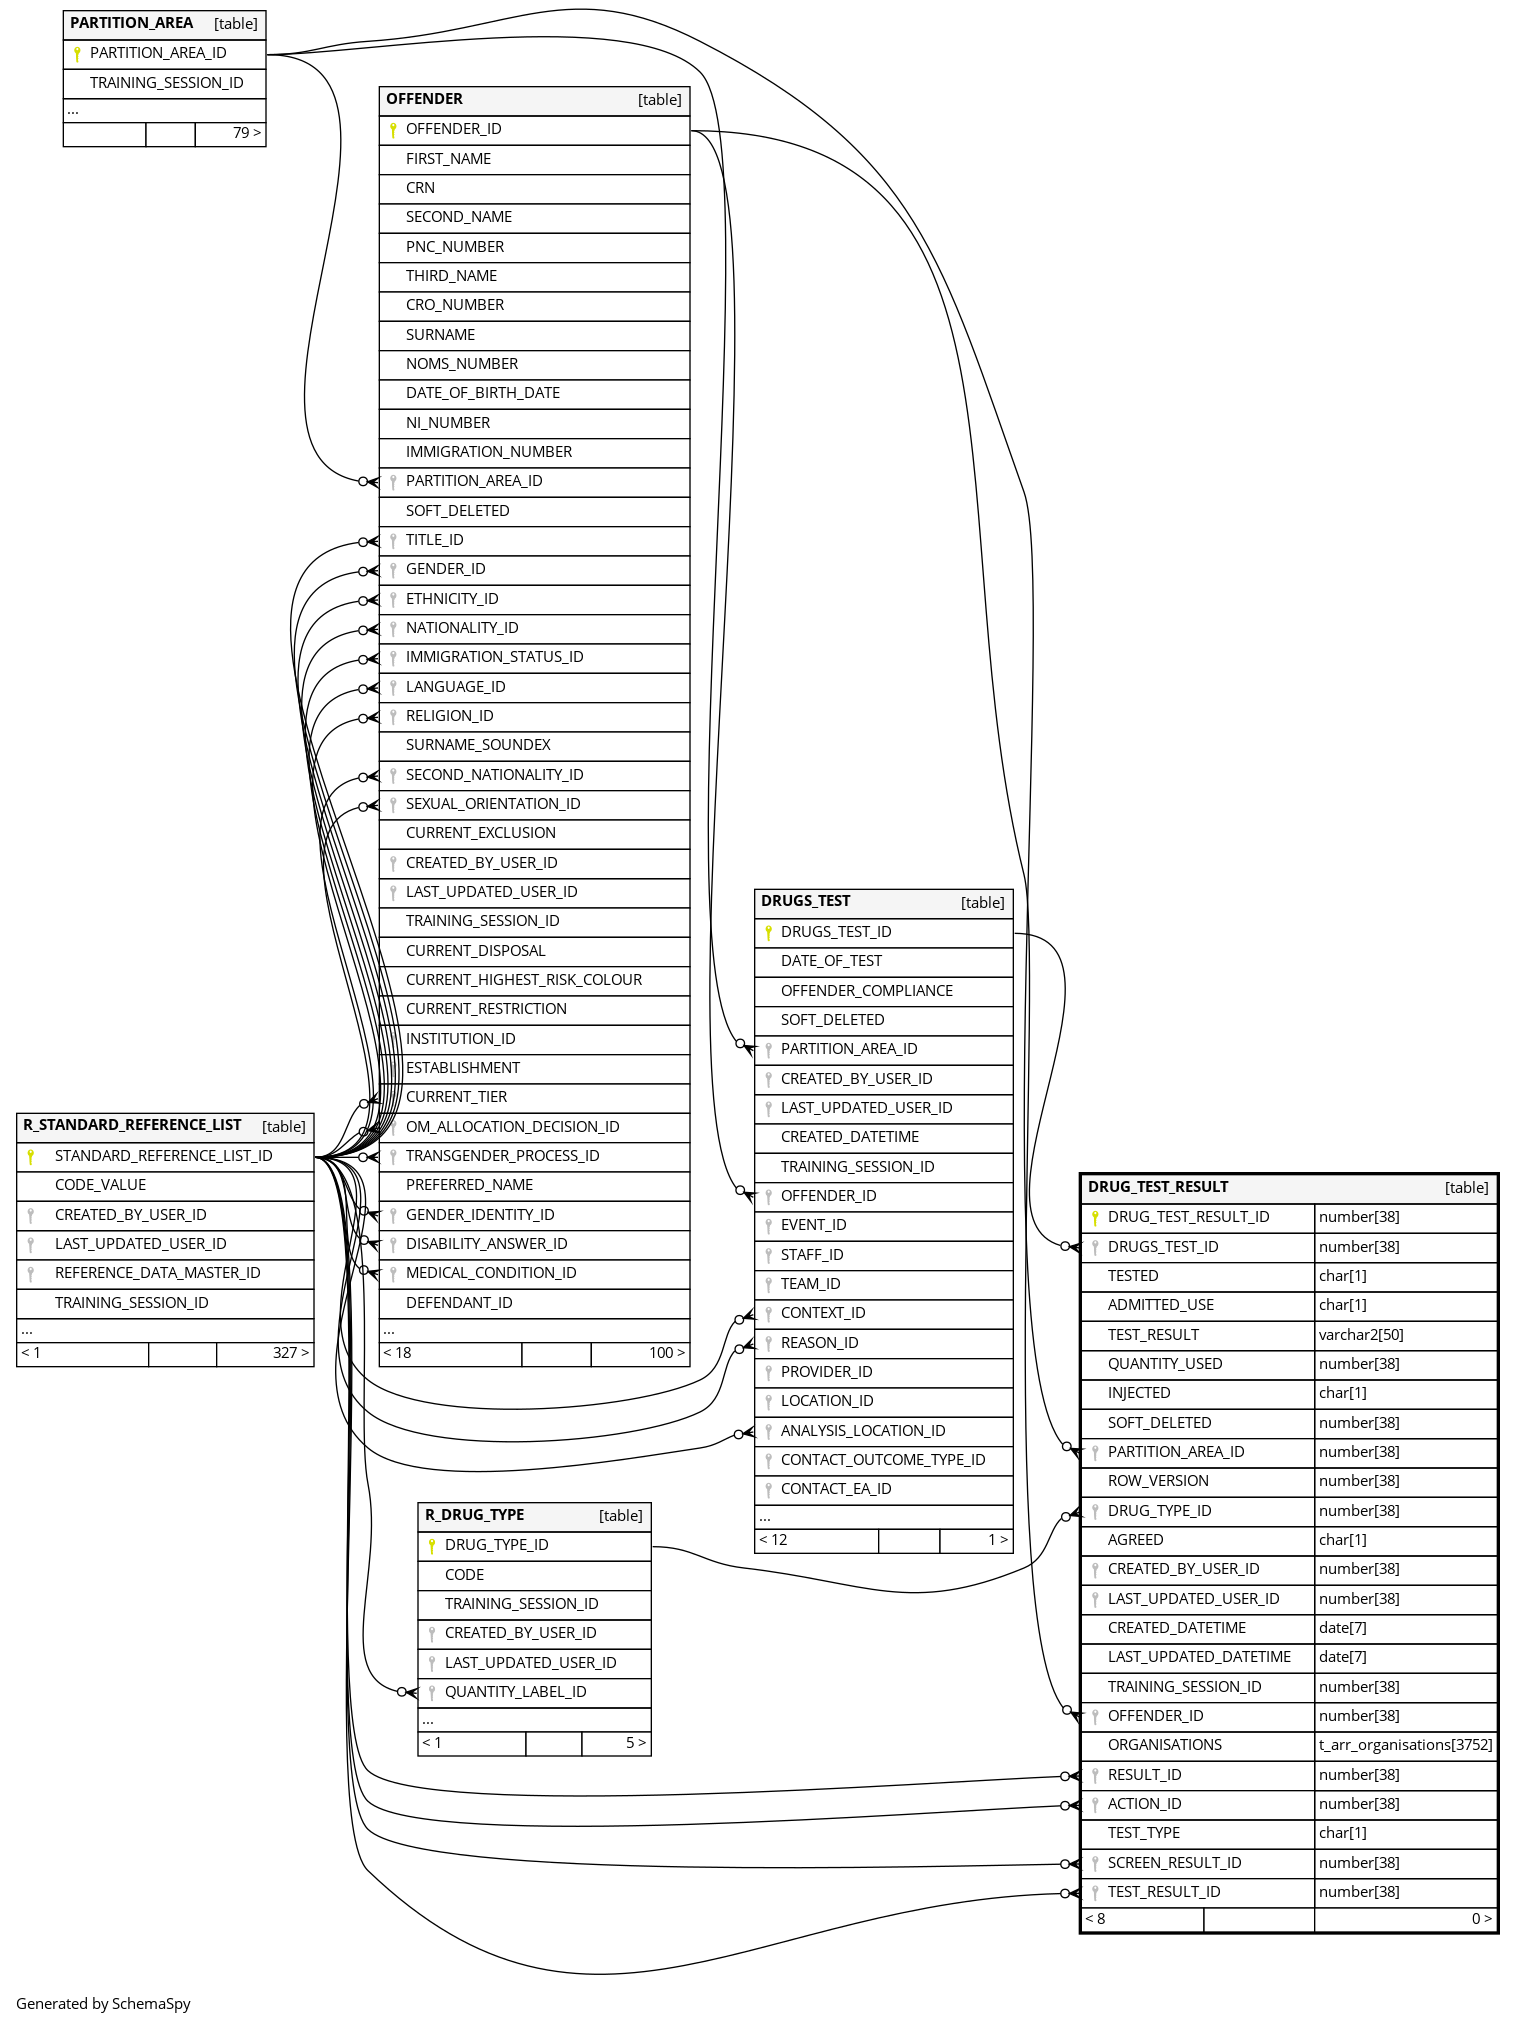 PARTITION_AREA [table]
PARTITION_AREA_ID
TRAINING_SESSION_ID
...
79 >
OFFENDER [table]
OFFENDER_ID
FIRST_NAME
CRN
SECOND_NAME
PNC_NUMBER
THIRD_NAME
CRO_NUMBER
SURNAME
NOMS_NUMBER
DATE_OF_BIRTH_DATE
NI_NUMBER
IMMIGRATION_NUMBER
PARTITION_AREA_ID
SOFT_DELETED
TITLE_ID
GENDER_ID
ETHNICITY_ID
NATIONALITY_ID
IMMIGRATION_STATUS_ID
LANGUAGE_ID
RELIGION_ID
SURNAME_SOUNDEX
SECOND_NATIONALITY_ID
SEXUAL_ORIENTATION_ID
CURRENT_EXCLUSION
CREATED_BY_USER_ID
LAST_UPDATED_USER_ID
TRAINING_SESSION_ID
CURRENT_DISPOSAL
CURRENT_HIGHEST_RISK_COLOUR
CURRENT_RESTRICTION
INSTITUTION_ID
ESTABLISHMENT
CURRENT_TIER
OM_ALLOCATION_DECISION_ID
TRANSGENDER_PROCESS_ID
PREFERRED_NAME
GENDER_IDENTITY_ID
DISABILITY_ANSWER_ID
MEDICAL_CONDITION_ID
DEFENDANT_ID
...
< 18 100 >
R_STANDARD_REFERENCE_LIST [table]
STANDARD_REFERENCE_LIST_ID
CODE_VALUE
CREATED_BY_USER_ID
LAST_UPDATED_USER_ID
REFERENCE_DATA_MASTER_ID
TRAINING_SESSION_ID
...
< 1 327 >
DRUGS_TEST [table]
DRUGS_TEST_ID
DATE_OF_TEST
OFFENDER_COMPLIANCE
SOFT_DELETED
PARTITION_AREA_ID
CREATED_BY_USER_ID
LAST_UPDATED_USER_ID
CREATED_DATETIME
TRAINING_SESSION_ID
OFFENDER_ID
EVENT_ID
STAFF_ID
TEAM_ID
CONTEXT_ID
REASON_ID
PROVIDER_ID
LOCATION_ID
ANALYSIS_LOCATION_ID
CONTACT_OUTCOME_TYPE_ID
CONTACT_EA_ID
...
< 12 1 >
R_DRUG_TYPE [table]
DRUG_TYPE_ID
CODE
TRAINING_SESSION_ID
CREATED_BY_USER_ID
LAST_UPDATED_USER_ID
QUANTITY_LABEL_ID
...
< 1 5 >
DRUG_TEST_RESULT [table]
DRUG_TEST_RESULT_ID number[38]
DRUGS_TEST_ID number[38]
TESTED char[1]
ADMITTED_USE char[1]
TEST_RESULT varchar2[50]
QUANTITY_USED number[38]
INJECTED char[1]
SOFT_DELETED number[38]
PARTITION_AREA_ID number[38]
ROW_VERSION number[38]
DRUG_TYPE_ID number[38]
AGREED char[1]
CREATED_BY_USER_ID number[38]
LAST_UPDATED_USER_ID number[38]
CREATED_DATETIME date[7]
LAST_UPDATED_DATETIME date[7]
TRAINING_SESSION_ID number[38]
OFFENDER_ID number[38]
ORGANISATIONS t_arr_organisations[3752]
RESULT_ID number[38]
ACTION_ID number[38]
TEST_TYPE char[1]
SCREEN_RESULT_ID number[38]
TEST_RESULT_ID number[38]
< 8 0 >
Generated by SchemaSpy